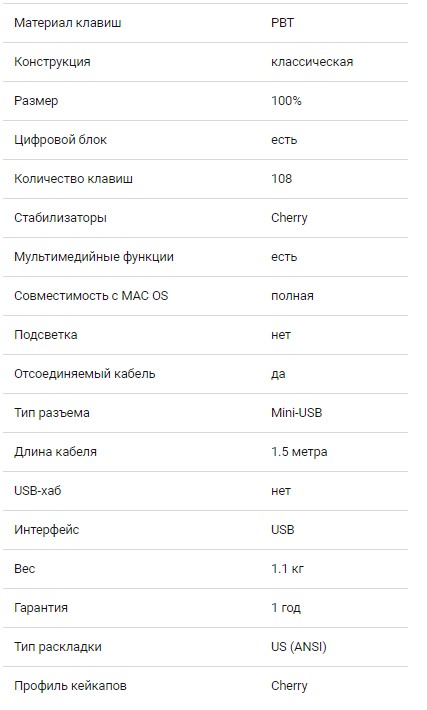 Материал клавиш PBT
Конструкция классическая
Размер 100%
Цифровой блок есть
Количество клавиш 108
Стабилизаторы Cherry
Мультимедийные функции есть
Совместимость с MAC OS полная
Подсветка нет
Отсоединяемый кабель да
Тип разъема Mini-USB
Длина кабеля 1.5 метра
USB-хаб нет
Интерфейс USB
Вес 1.1 кг
Гарантия 1 год
Тип раскладки US (ANSI)
Профиль кейкапов Cherry